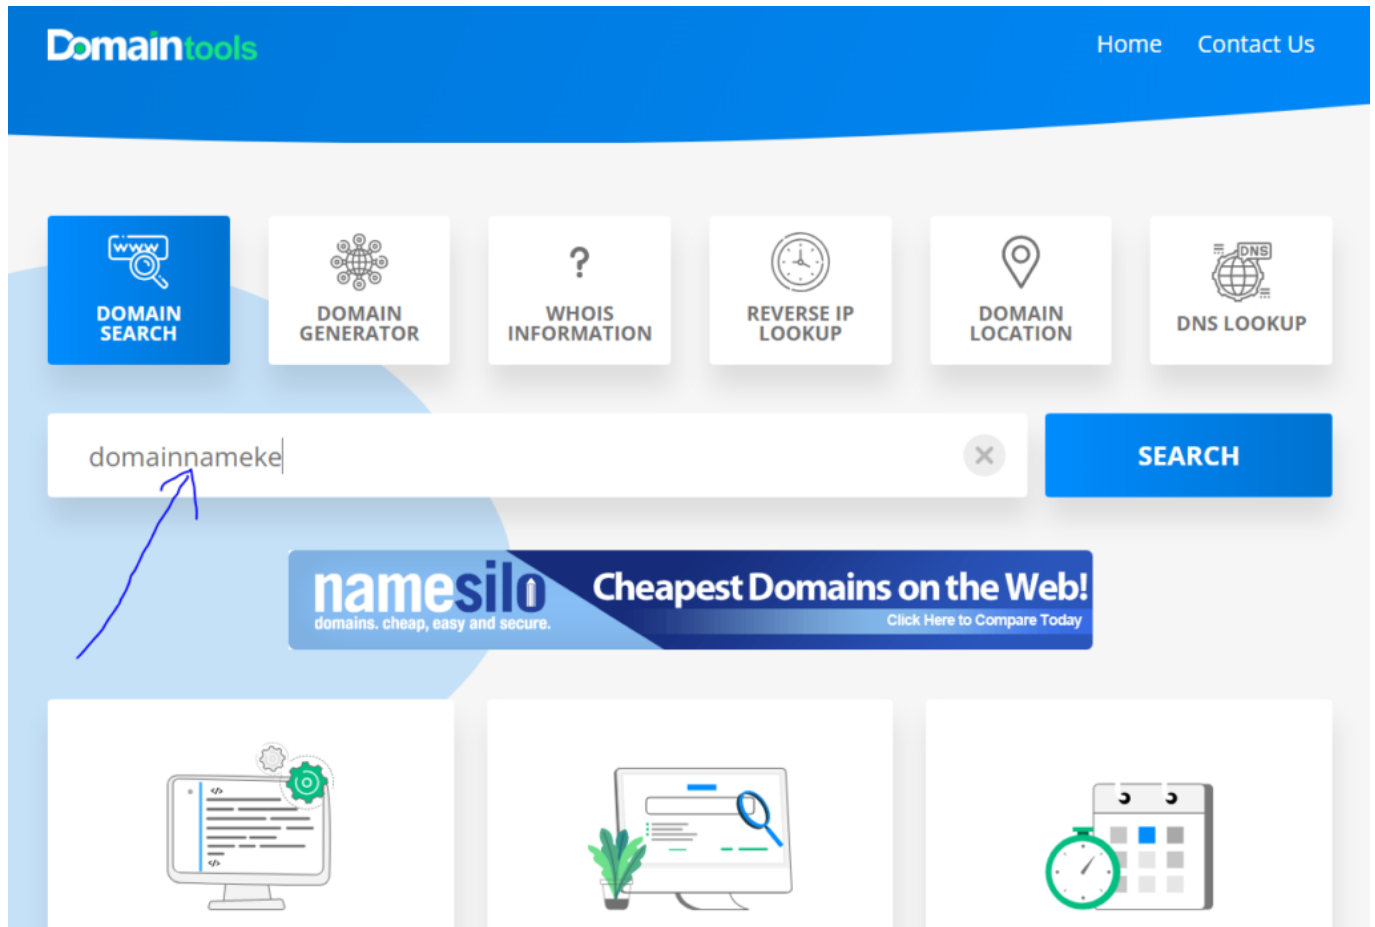 Domaintools
Home
Contact Us
www
DOMAIN
SEARCH
DOMAIN
GENERATOR
?
WHOIS
INFORMATION
REVERSE IP
LOOKUP
DOMAIN
LOCATION
DNS
DNS LOOKUP
domainnameke
SEARCH
namesilo
domains. cheap, easy and secure.
Cheapest Domains on the Web!
Click Here to Compare Today